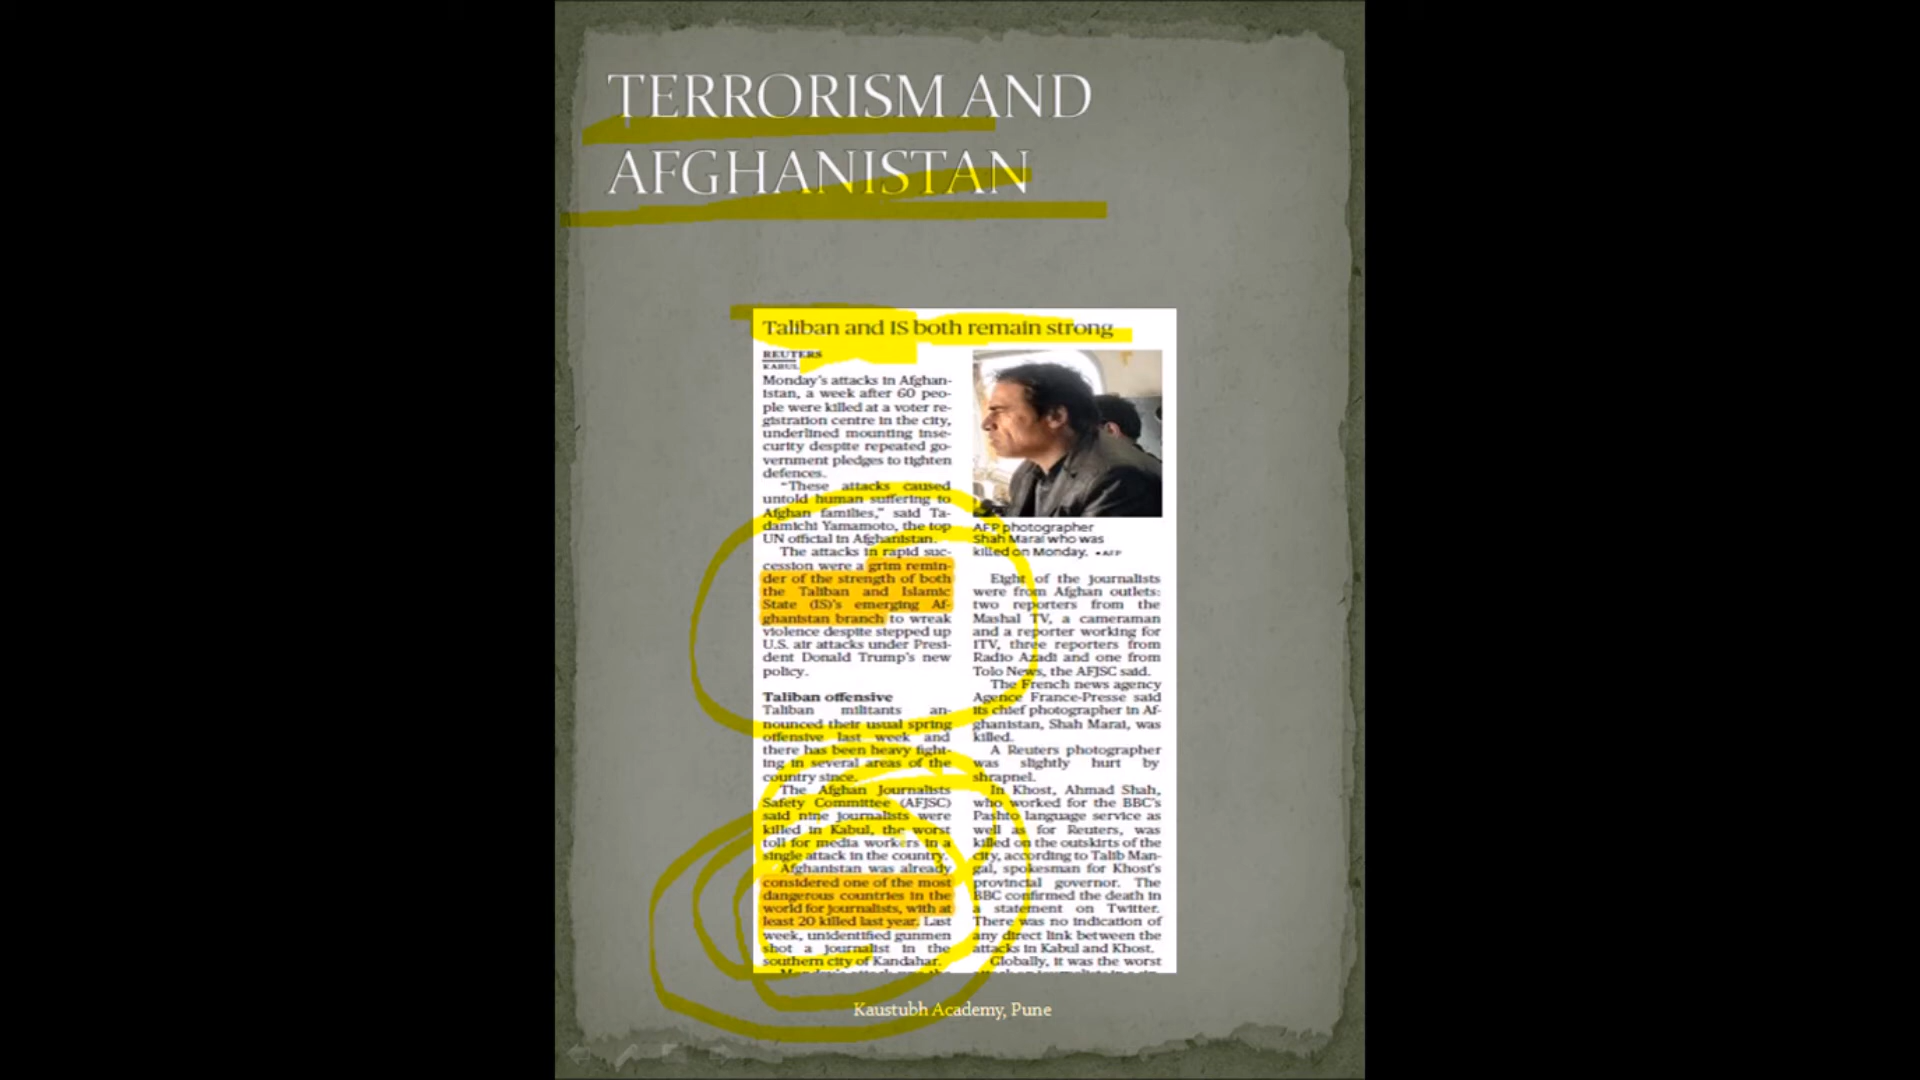 TERRORISM AND
AFGHANISTAN
Taliban and IS both remain strong
REUTERS
KABUL
Monday's attacks in Afghan-
istan, a week after 60 peo-
ple were killed at a voter re-
gistration centre in the city,
underlined mounting inse-
curity despite repeated go-
vernment pledges to tighten
defences.
"These attacks caused
untold human suffering to
Afghan families," said Ta-
damichi Yamamoto, the top
UN official in Afghanistan.
The attacks in rapid suc-
cession were a grim remin-
der of the strength of both
the Taliban and Islamic
State (IS)'s emerging Af-
ghanistan branch to wreak
violence despite stepped up
U.S. air attacks under Presi-
dent Donald Trump's new
policy.
Taliban offensive
Taliban militants an-
nounced their usual spring
offensive last week and
there has been heavy fight-
ing in several areas of the
country since.
The Afghan Journalists
Safety Committee (AFJSC)
said nine journalists were
killed in Kabul, the worst
toll for media workers in a
single attack in the country.
Afghanistan was already
considered one of the most
dangerous countries in the
world for journalists, with at
least 20 killed last year. Last
week, unidentified gunmen
shot a journalist in the
southern city of Kandahar.
AFP photographer
Shah Marai who was
killed on Monday. •AFP
Eight of the journalists
were from Afghan outlets:
two reporters from the
Mashal TV, a cameraman
and a reporter working for
ITV, three reporters from
Radio Azadi and one from
Tolo News, the AFJSC said.
The French news agency
Agence France-Presse said
its chief photographer in Af-
ghanistan, Shah Marai, was
killed.
A Reuters photographer
was slightly hurt by
shrapnel.
In Khost, Ahmad Shah,
who worked for the BBC's
Pashto language service as
well as for Reuters, was
killed on the outskirts of the
city, according to Talib Man-
gal, spokesman for Khost's
provincial governor. The
BBC confirmed the death in
a statement on Twitter.
There was no indication of
any direct link between the
attacks in Kabul and Khost.
Globally, it was the worst
Kaustubh Academy, Pune